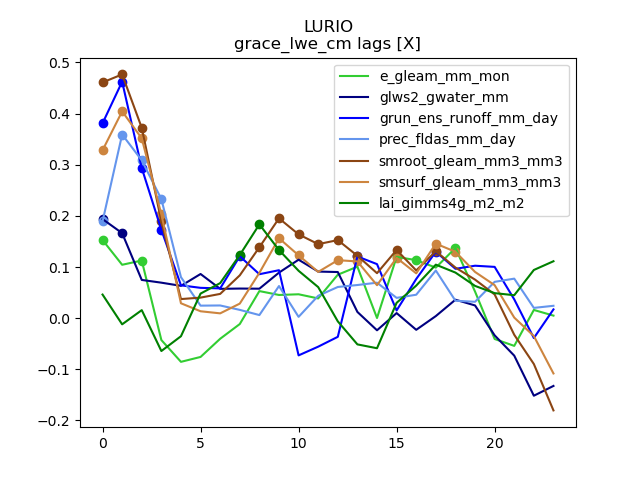 LURIO
grace_lwe_cm lags [X]
e_gleam_mm_mon
glws2_gwater_mm
grun_ens_runoff_mm_day
prec_fldas_mm_day
smroot_gleam_mm3_mm3
smsurf_gleam_mm3_mm3
lai_gimms4g_m2_m2
0.5
0.4
0.3
0.2
0.1
0.0
−0.1
−0.2
0 5 10 15 20